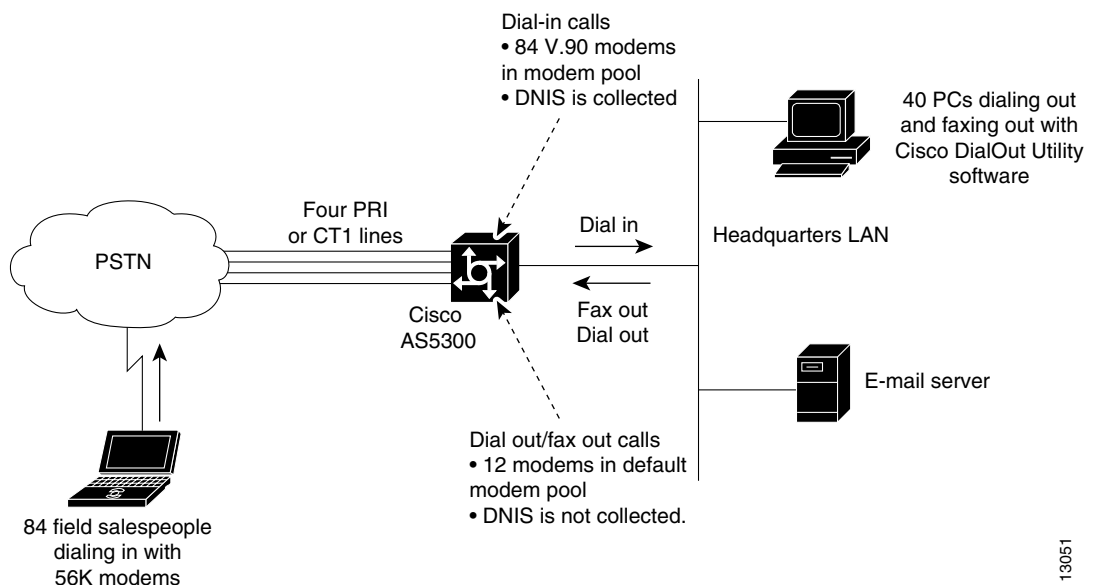 Dial-in calls
• 84 V.90 modems
in modem pool
• DNIS is collected
40 PCs dialing out
and faxing out with
Cisco DialOut Utility
software
Four PRI
or CT1 lines
Dial in
Headquarters LAN
PSTN
Cisco
AS5300
Fax out
Dial out
E-mail server
Dial out/fax out calls
• 12 modems in default
modem pool
• DNIS is not collected.
84 field salespeople
dialing in with
56K modems
13051